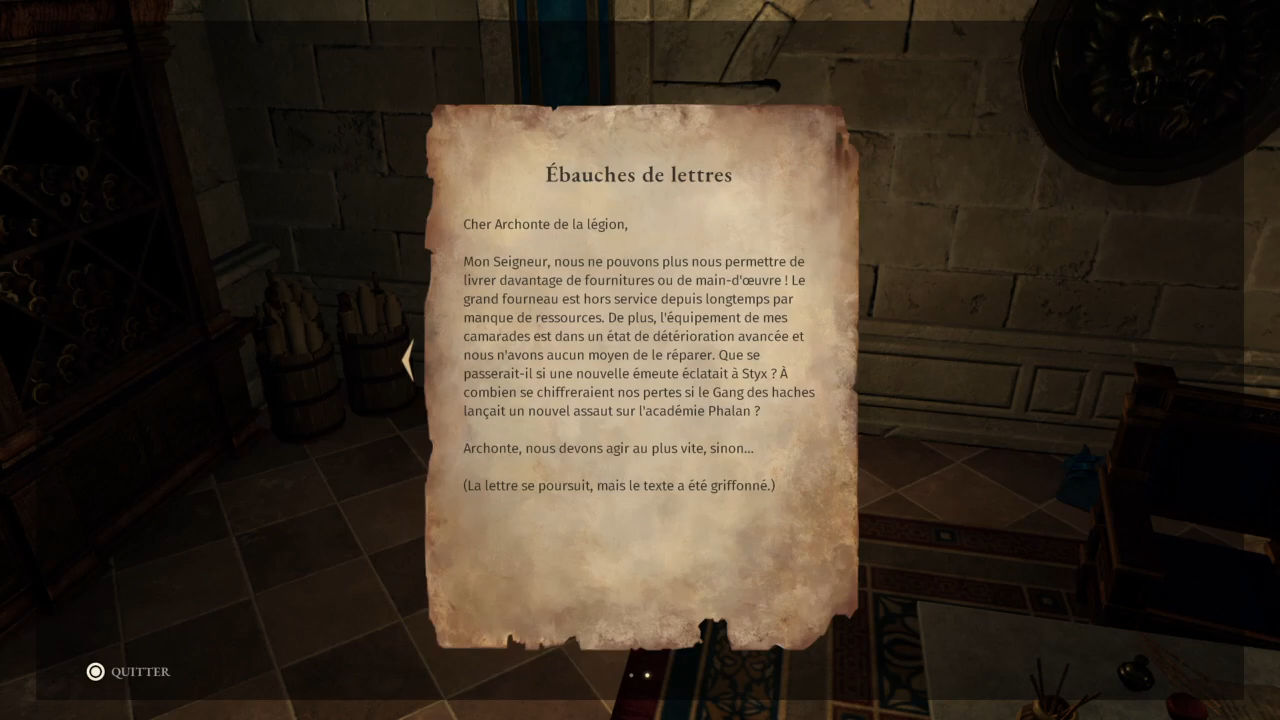 Ébauches de lettres
Cher Archonte de la légion,
Mon Seigneur, nous ne pouvons plus nous permettre de
livrer davantage de fournitures ou de main-d'œuvre ! Le
grand fourneau est hors service depuis longtemps par
manque de ressources. De plus, l'équipement de mes
camarades est dans un état de détérioration avancée et
nous n'avons aucun moyen de le réparer. Que se
passerait-il si une nouvelle émeute éclatait à Styx ? À
combien se chiffreraient nos pertes si le Gang des haches
lançait un nouvel assaut sur l'académie Phalan ?
Archonte, nous devons agir au plus vite, sinon...
(La lettre se poursuit, mais le texte a été griffonné.)
QUITTER